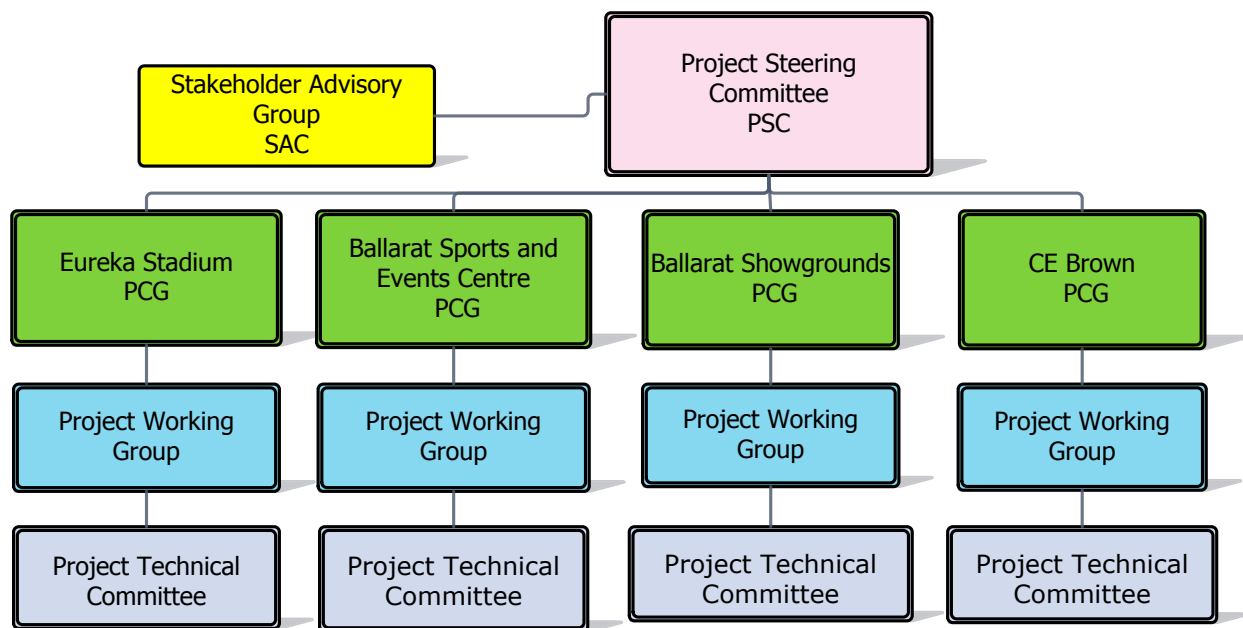 Stakeholder Advisory
Group
SAC
Project Steering
Committee
PSC
Eureka Stadium
PCG
Ballarat Sports and
Events Centre
PCG
Ballarat Showgrounds
PCG
CE Brown
PCG
Project Working
Group
Project Working
Group
Project Working
Group
Project Working
Group
Project Technical
Committee
Project Technical
Committee
Project Technical
Committee
Project Technical
Committee